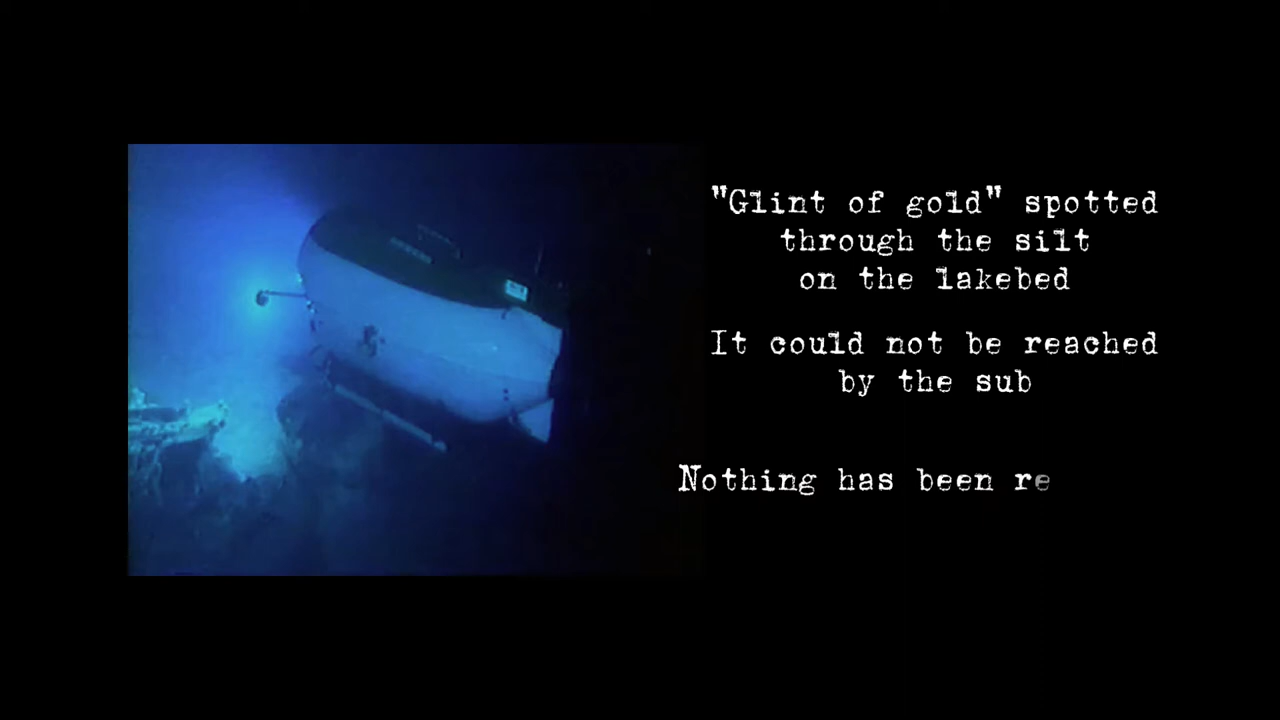 "Glint of gold" spotted
through the silt
on the lakebed
It could not be reached
by the sub
Nothing has been re